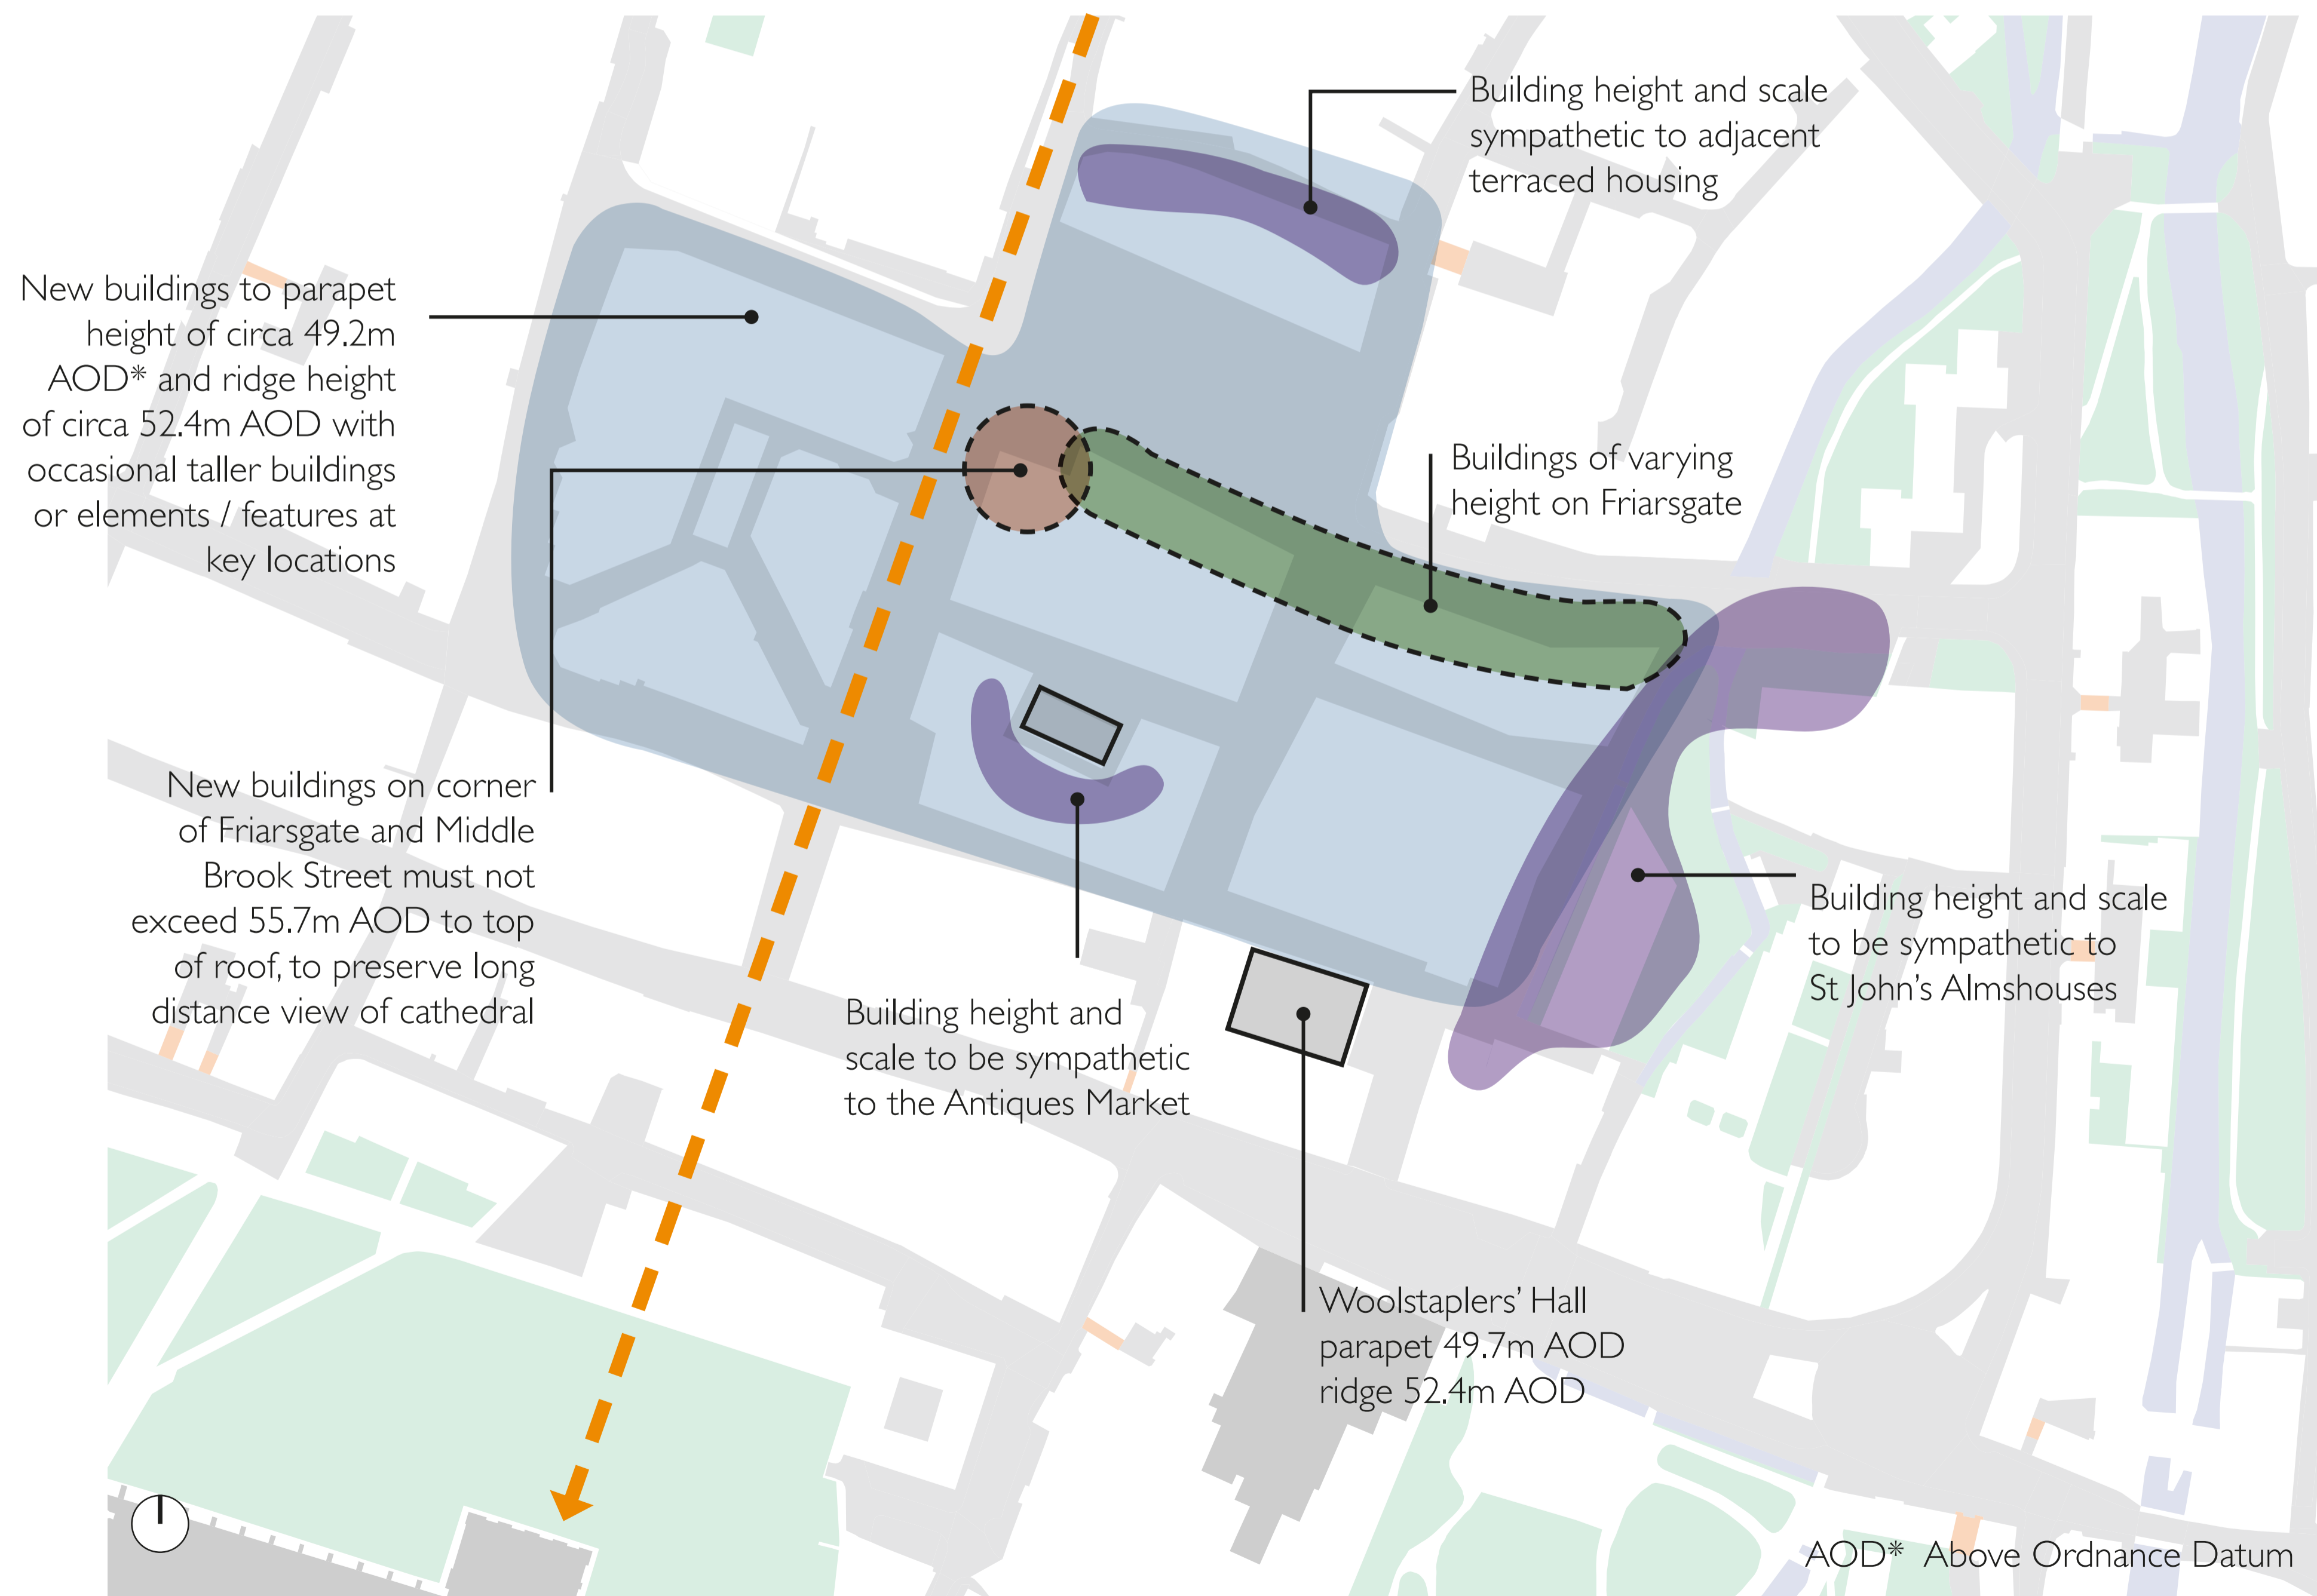 Building height and scale
sympathetic to adjacent
terraced housing
New buildings to parapet
height of circa 49.2m
AOD* and ridge height
of circa 52.4m AOD with
occasional taller buildings
or elements / features at
key locations
Buildings of varying
height on Friarsgate
New buildings on corner
of Friarsgate and Middle
Brook Street must not
exceed 55.7m AOD to top
of roof, to preserve long
distance view of cathedral
Building height and scale
to be sympathetic to
St John’s Almshouses
Building height and
scale to be sympathetic
to the Antiques Market
Woolstaplers’ Hall
parapet 49.7m AOD
ridge 52.4m AOD
AOD* Above Ordnance Datum